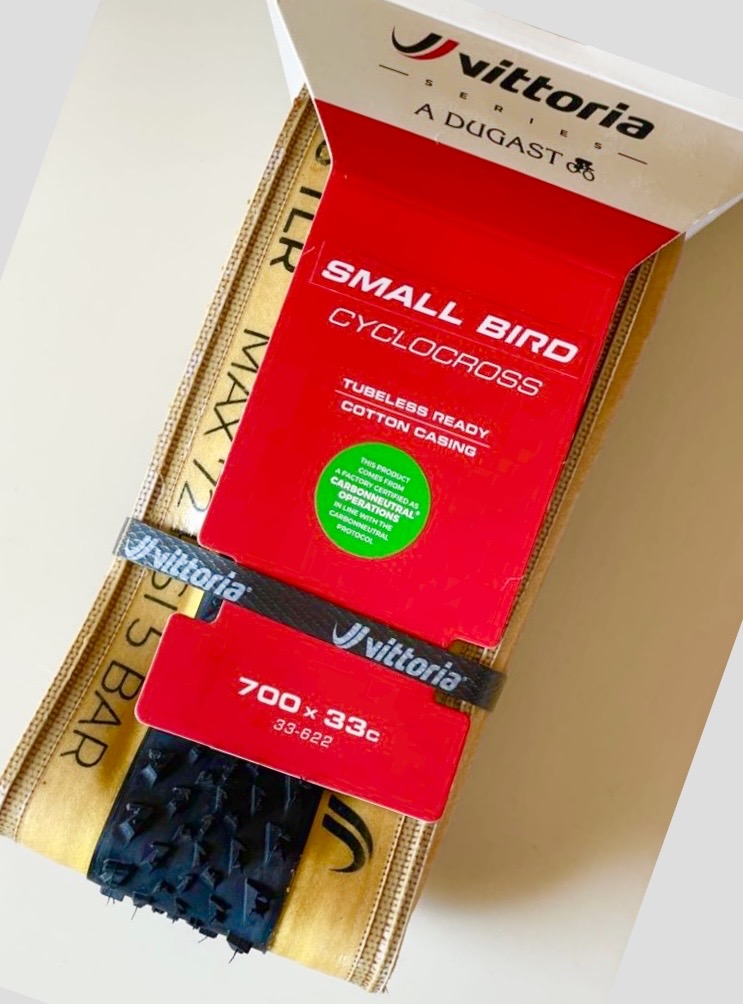 vittoria
SERIES
A DUGAST
SMALL BIRD
CYCLOCROSS
TUBELESS READY
COTTON CASING
THIS PRODUCT
COMES FROM
A FACTORY CERTIFIED AS
CARBONNEUTRAL®
OPERATIONS
IN LINE WITH THE
CARBONNEUTRAL
PROTOCOL
TLR
MAX 72
5 BAR
vittoria®
vittoria®
700 x 33c
33-622